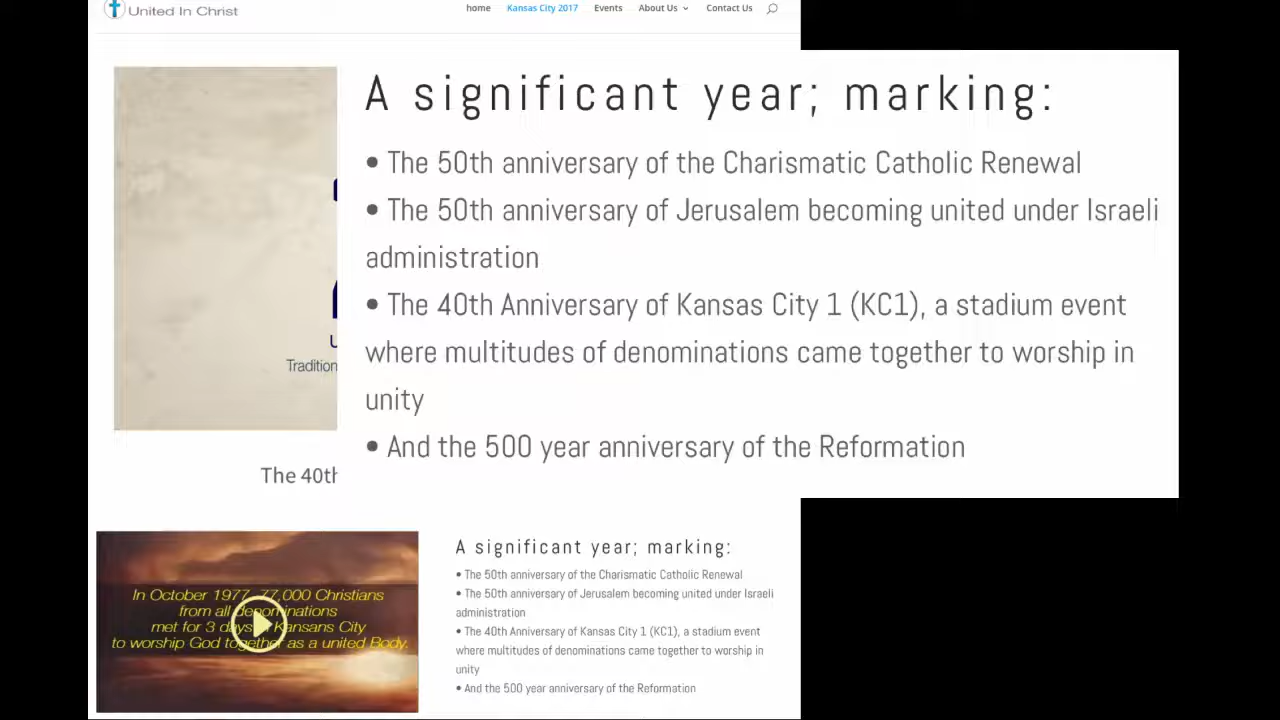 United In Christ
home Kansas City 2017 Events About Us Contact Us
A significant year; marking:
• The 50th anniversary of the Charismatic Catholic Renewal
• The 50th anniversary of Jerusalem becoming united under Israeli
administration
• The 40th Anniversary of Kansas City 1 (KC1), a stadium event
where multitudes of denominations came together to worship in
unity
• And the 500 year anniversary of the Reformation
Tradition
The 40th
In October 1977, 77,000 Christians
from all denominations
met for 3 days Kansans City
to worship God together as a united Body.
A significant year; marking:
• The 50th anniversary of the Charismatic Catholic Renewal
• The 50th anniversary of Jerusalem becoming united under Israeli
administration
• The 40th Anniversary of Kansas City 1 (KC1), a stadium event
where multitudes of denominations came together to worship in
unity
• And the 500 year anniversary of the Reformation